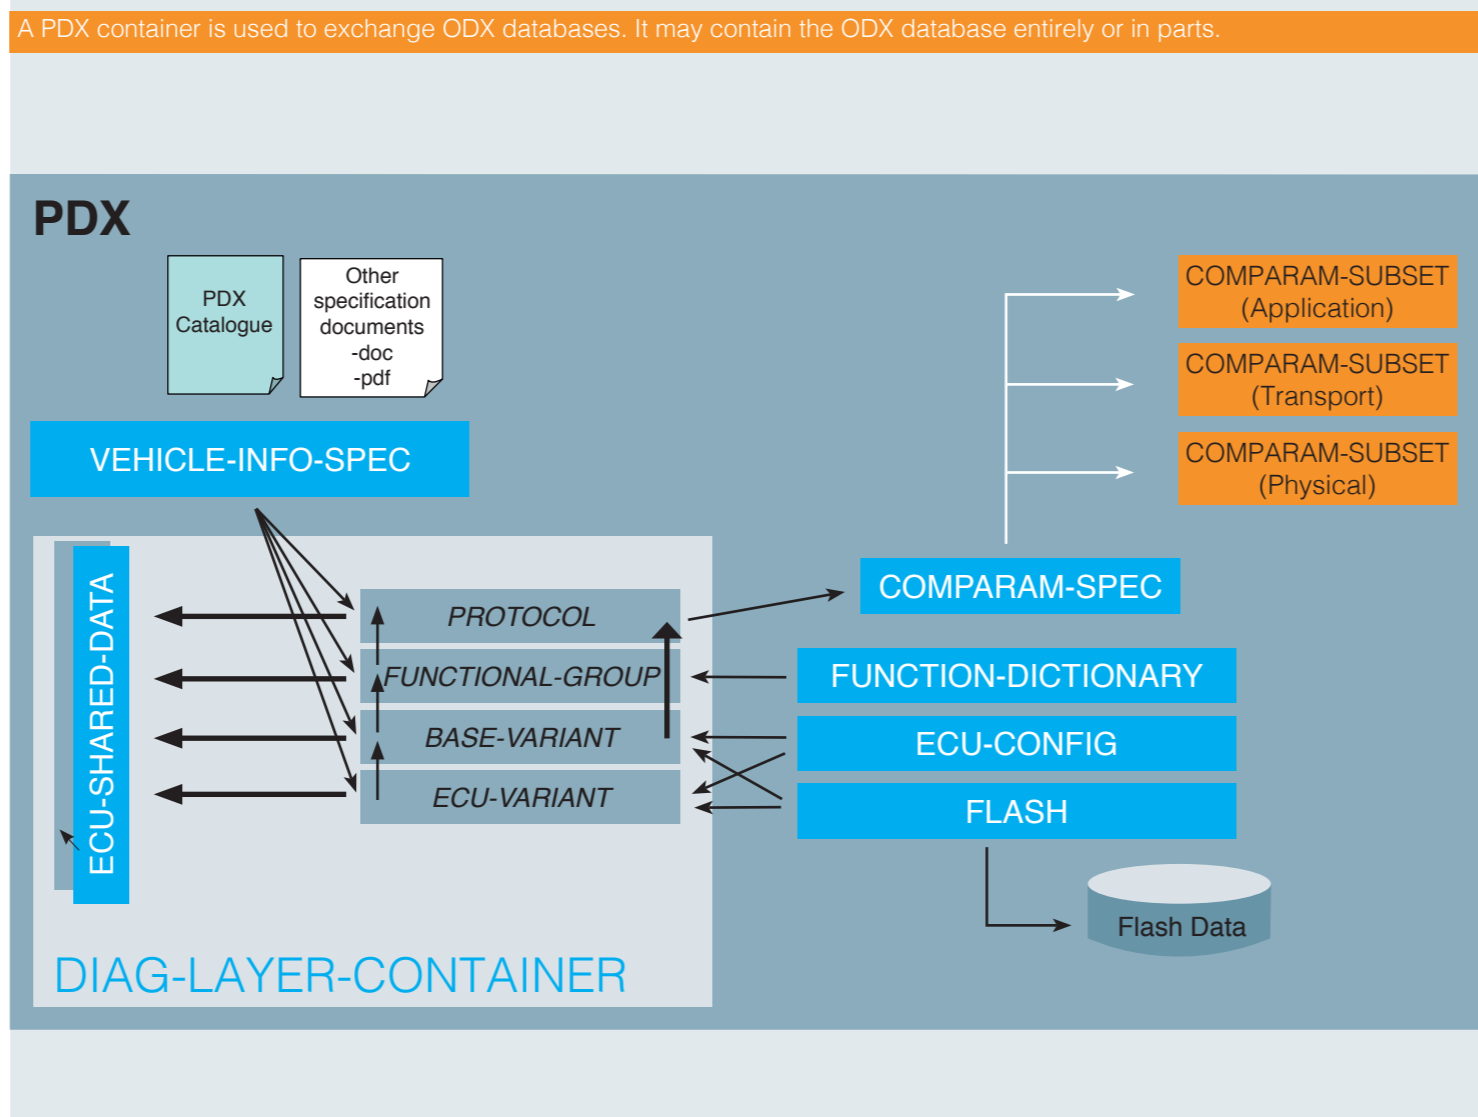 A PDX container is used to exchange ODX databases. It may contain the ODX database entirely or in parts.
PDX
PDX
Catalogue
Other
specification
documents
-doc
-pdf
COMPARAM-SUBSET
(Application)
COMPARAM-SUBSET
(Transport)
COMPARAM-SUBSET
(Physical)
VEHICLE-INFO-SPEC
ECU-SHARED-DATA
PROTOCOL
FUNCTIONAL-GROUP
BASE-VARIANT
ECU-VARIANT
DIAG-LAYER-CONTAINER
COMPARAM-SPEC
FUNCTION-DICTIONARY
ECU-CONFIG
FLASH
Flash Data